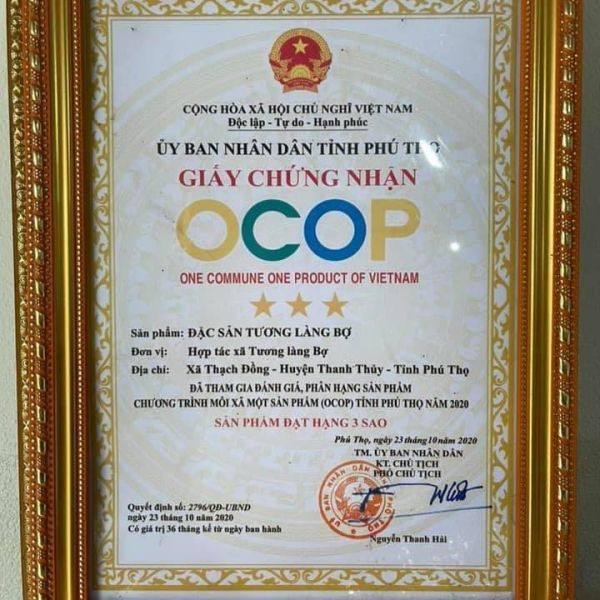 CỘNG HÒA XÃ HỘI CHỦ NGHĨ VIỆT NAM
Độc lập - Tự do - Hạnh phúc
ỦY BAN NHÂN DÂN TỈNH PHÚ THỌ
GIẤY CHỨNG NHẬN
OCOP
ONE COMMUNE ONE PRODUCT OF VIETNAM
Sản phẩm: ĐẶC SẢN TƯƠNG LÀNG BỢ
Đơn vị: Hợp tác xã Tương làng Bợ
Địa chỉ: Xã Thạch Đồng - Huyện Thanh Thủy - Tỉnh Phú Thọ
ĐÃ THAM GIA ĐÁNH GIÁ, PHÂN HẠNG SẢN PHẨM
CHƯƠNG TRÌNH MỖI XÃ MỘT SẢN PHẨM (OCOP) TỈNH PHÚ THỌ NĂM 2020
SẢN PHẨM ĐẠT HẠNG 3 SAO
Phú Thọ, ngày 23 tháng 10 năm 2020
TM. ỦY BAN NHÂN DÂN
KT. CHỦ TỊCH
PHÓ CHỦ TỊCH
Quyết định số: 2796/QĐ-UBND
ngày 23 tháng 10 năm 2020
Có giá trị 36 tháng kể từ ngày ban hành
Nguyễn Thanh Hải